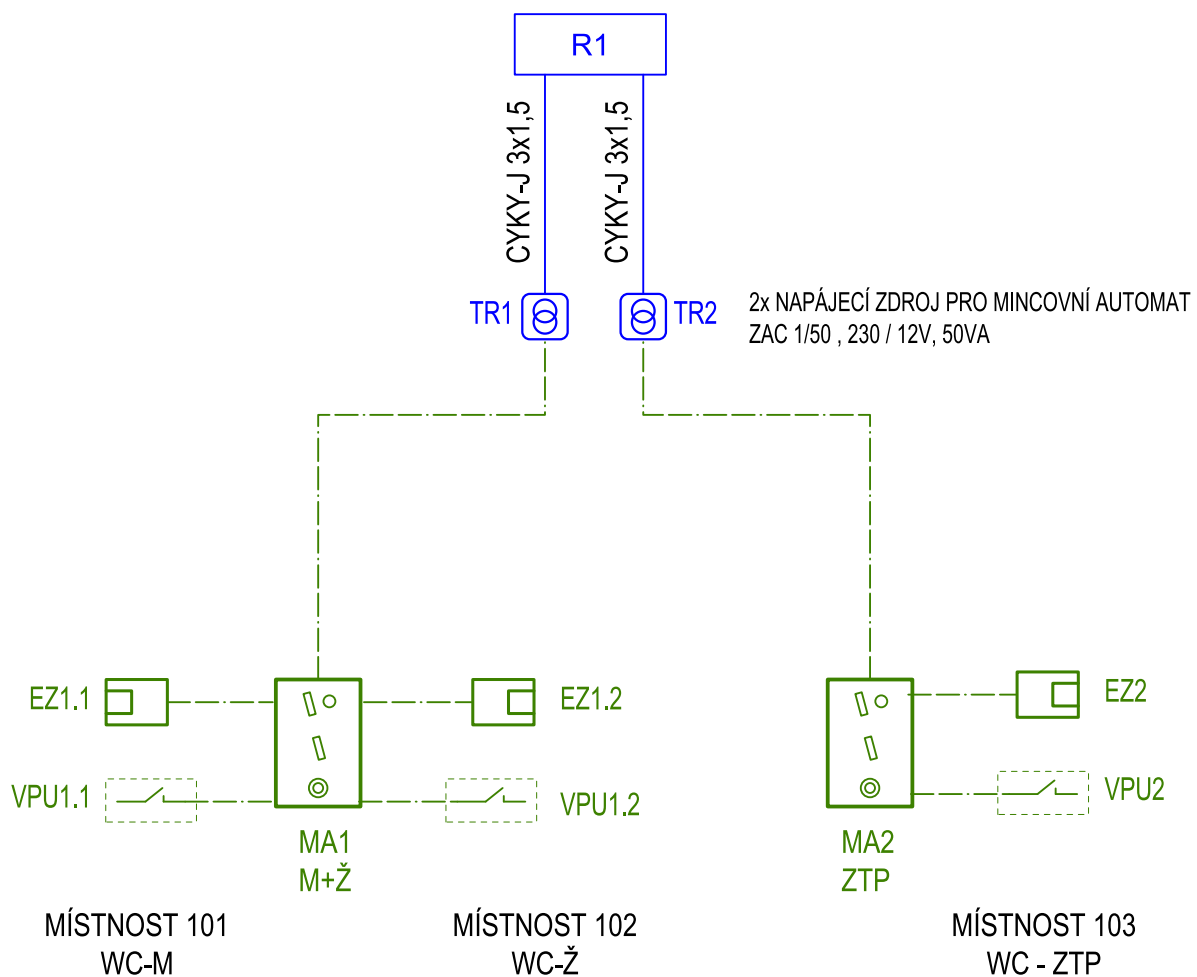 R1
CYKY-J 3x1,5
CYKY-J 3x1,5
TR1
TR2
2x NAPÁJECÍ ZDROJ PRO MINCOVNÍ AUTOMAT
ZAC 1/50 , 230 / 12V, 50VA
EZ1.1
EZ1.2
EZ2
VPU1.1
VPU1.2
VPU2
MA1
M+Ž
MA2
ZTP
MÍSTNOST 101
WC-M
MÍSTNOST 102
WC-Ž
MÍSTNOST 103
WC - ZTP